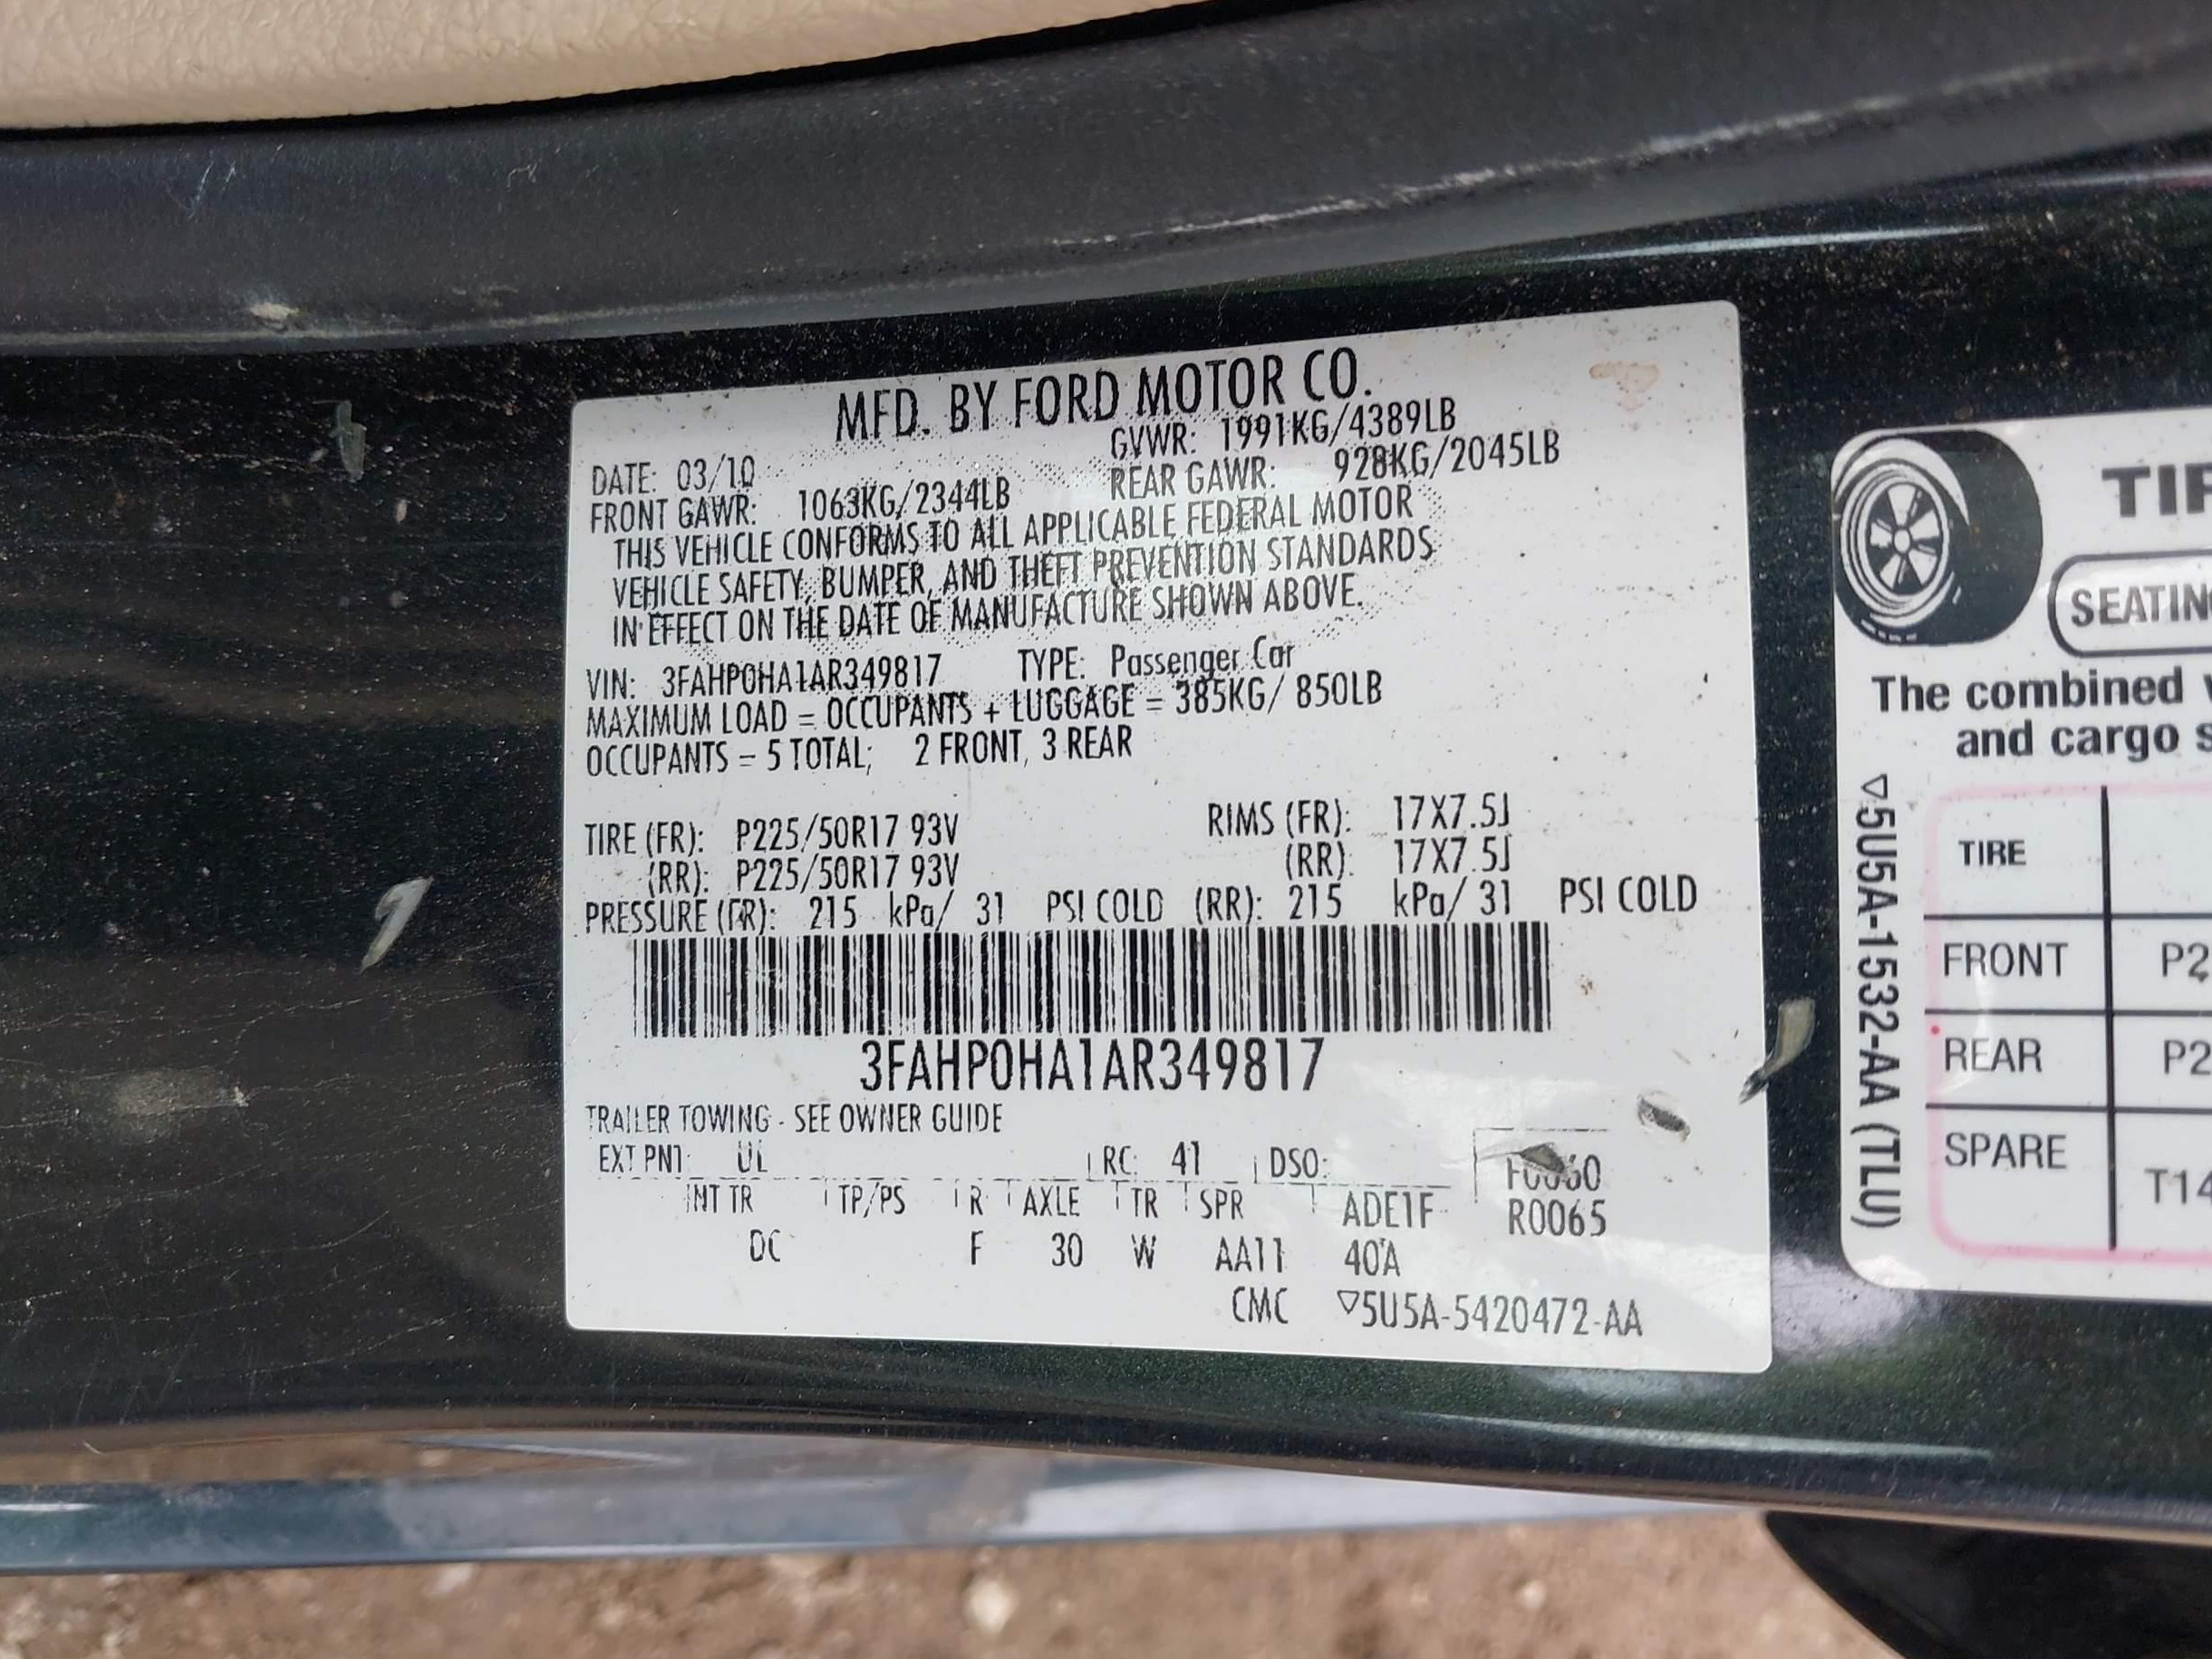 MFD. BY FORD MOTOR CO.
DATE: 03/10 GVWR: 1991KG/4389LB
FRONT GAWR: 1063KG/2344LB REAR GAWR: 928KG/2045LB
THIS VEHICLE CONFORMS TO ALL APPLICABLE FEDERAL MOTOR
VEHICLE SAFETY, BUMPER, AND THEFT PREVENTION STANDARDS
IN EFFECT ON THE DATE OF MANUFACTURE SHOWN ABOVE.
VIN: 3FAHP0HA1AR349817 TYPE: Passenger Car
MAXIMUM LOAD = OCCUPANTS + LUGGAGE = 385KG/ 850LB
OCCUPANTS = 5 TOTAL; 2 FRONT, 3 REAR
TIRE (FR): P225/50R17 93V RIMS (FR): 17X7.5J
(RR): P225/50R17 93V (RR): 17X7.5J
PRESSURE (FR): 215 kPa/ 31 PSI COLD (RR): 215 kPa/ 31 PSI COLD
3FAHP0HA1AR349817
TRAILER TOWING - SEE OWNER GUIDE
EXT PNT: UL RC: 41 DSO:
INT TR TP/PS R AXLE TR SPR ADE1F R0065
DC F 30 W AA11 40A
CMC ▽5U5A-5420472-AA
TIR
SEATIN
The combined
and cargo s
TIRE
FRONT P2
REAR P2
SPARE T14
▽5U5A-1532-AA (TLU)